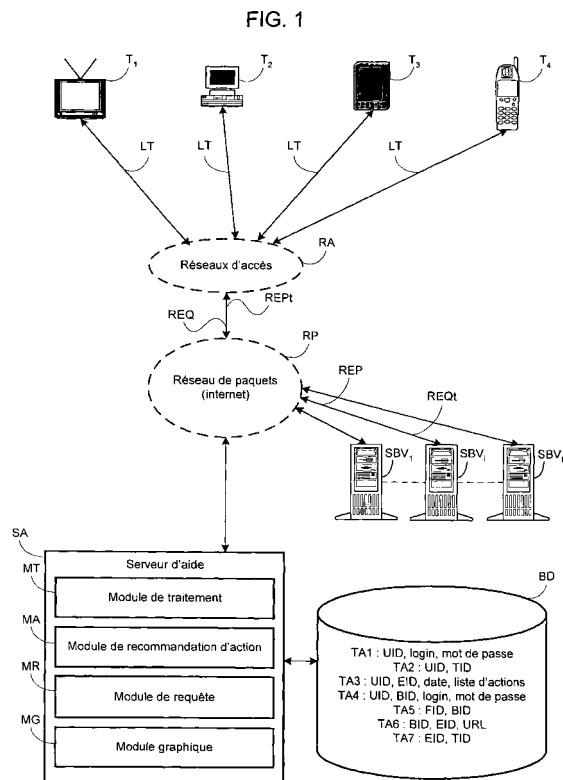 FIG. 1
T1
T2
T3
T4
LT
LT
LT
LT
RA
Réseaux d'accès
REQ
REPt
RP
Réseau de paquets
(internet)
REP
REQt
SBV1
SBVi
SBVI
SA
Serveur d'aide
MT
Module de traitement
MA
Module de recommandation d'action
MR
Module de requête
MG
Module graphique
BD
TA1 : UID, login, mot de passe
TA2 : UID, TID
TA3 : UID, EID, date, liste d'actions
TA4 : UID, BID, login, mot de passe
TA5 : FID, BID
TA6 : BID, EID, URL
TA7 : EID, TID